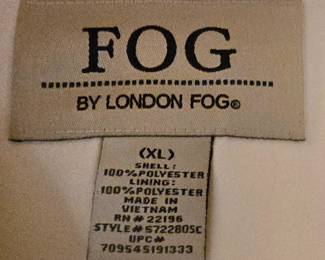 FOG
BY LONDON FOG®
(XL)
SHELL:
100%POLYESTER
LINING:
100%POLYESTER
MADE IN
VIETNAM
RN# 22196
STYLE#S72280SC
UPC#
709545191333